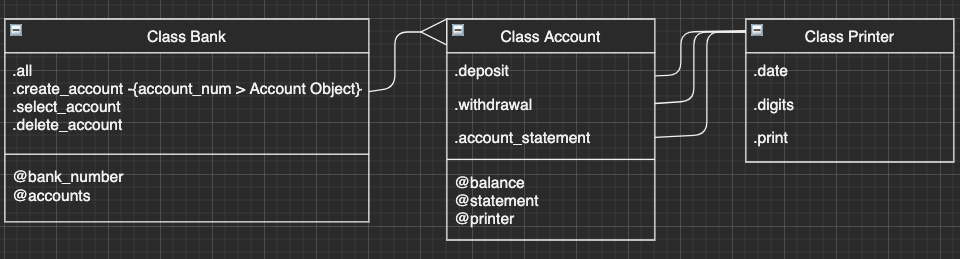 Class Bank
.all
.create_account -{account_num > Account Object}
.select_account
.delete_account
@bank_number
@accounts
Class Account
.deposit
.withdrawal
.account_statement
@balance
@statement
@printer
Class Printer
.date
.digits
.print